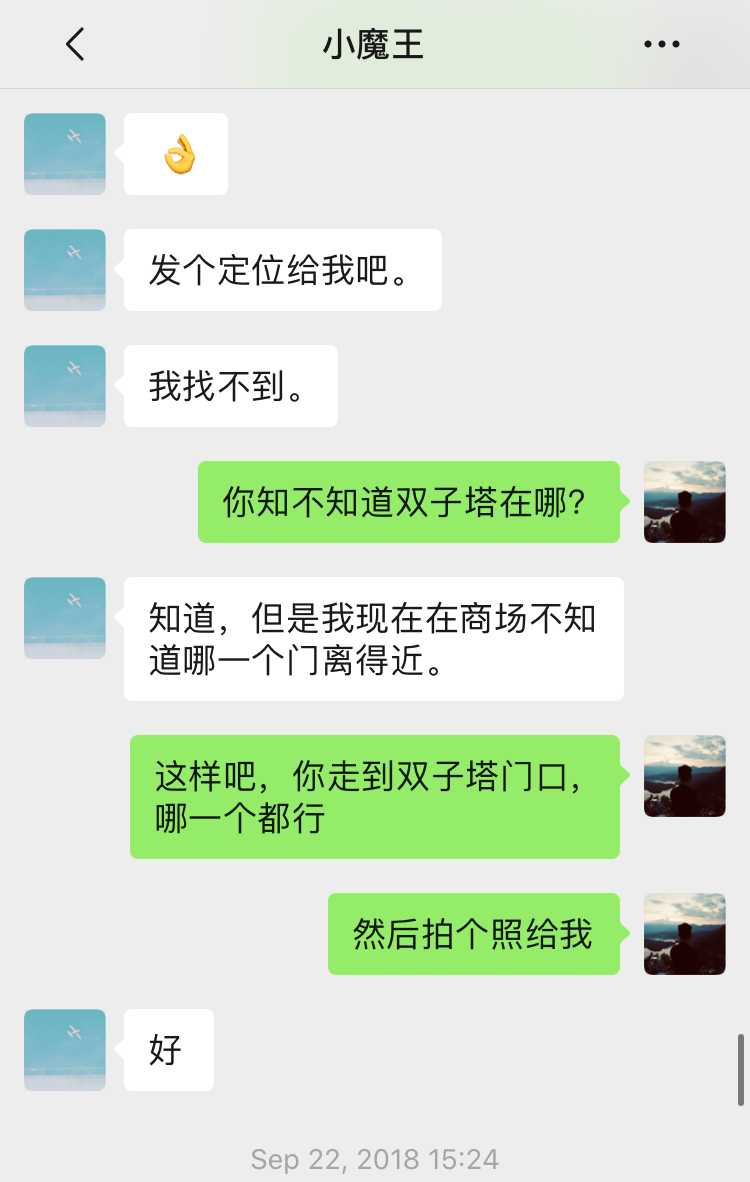 小魔王
👌
发个定位给我吧。
我找不到。
你知不知道双子塔在哪？
知道，但是我现在在商场不知
道哪一个门离得近。
这样吧，你走到双子塔门口，
哪一个都行
然后拍个照给我
好
Sep 22, 2018 15:24